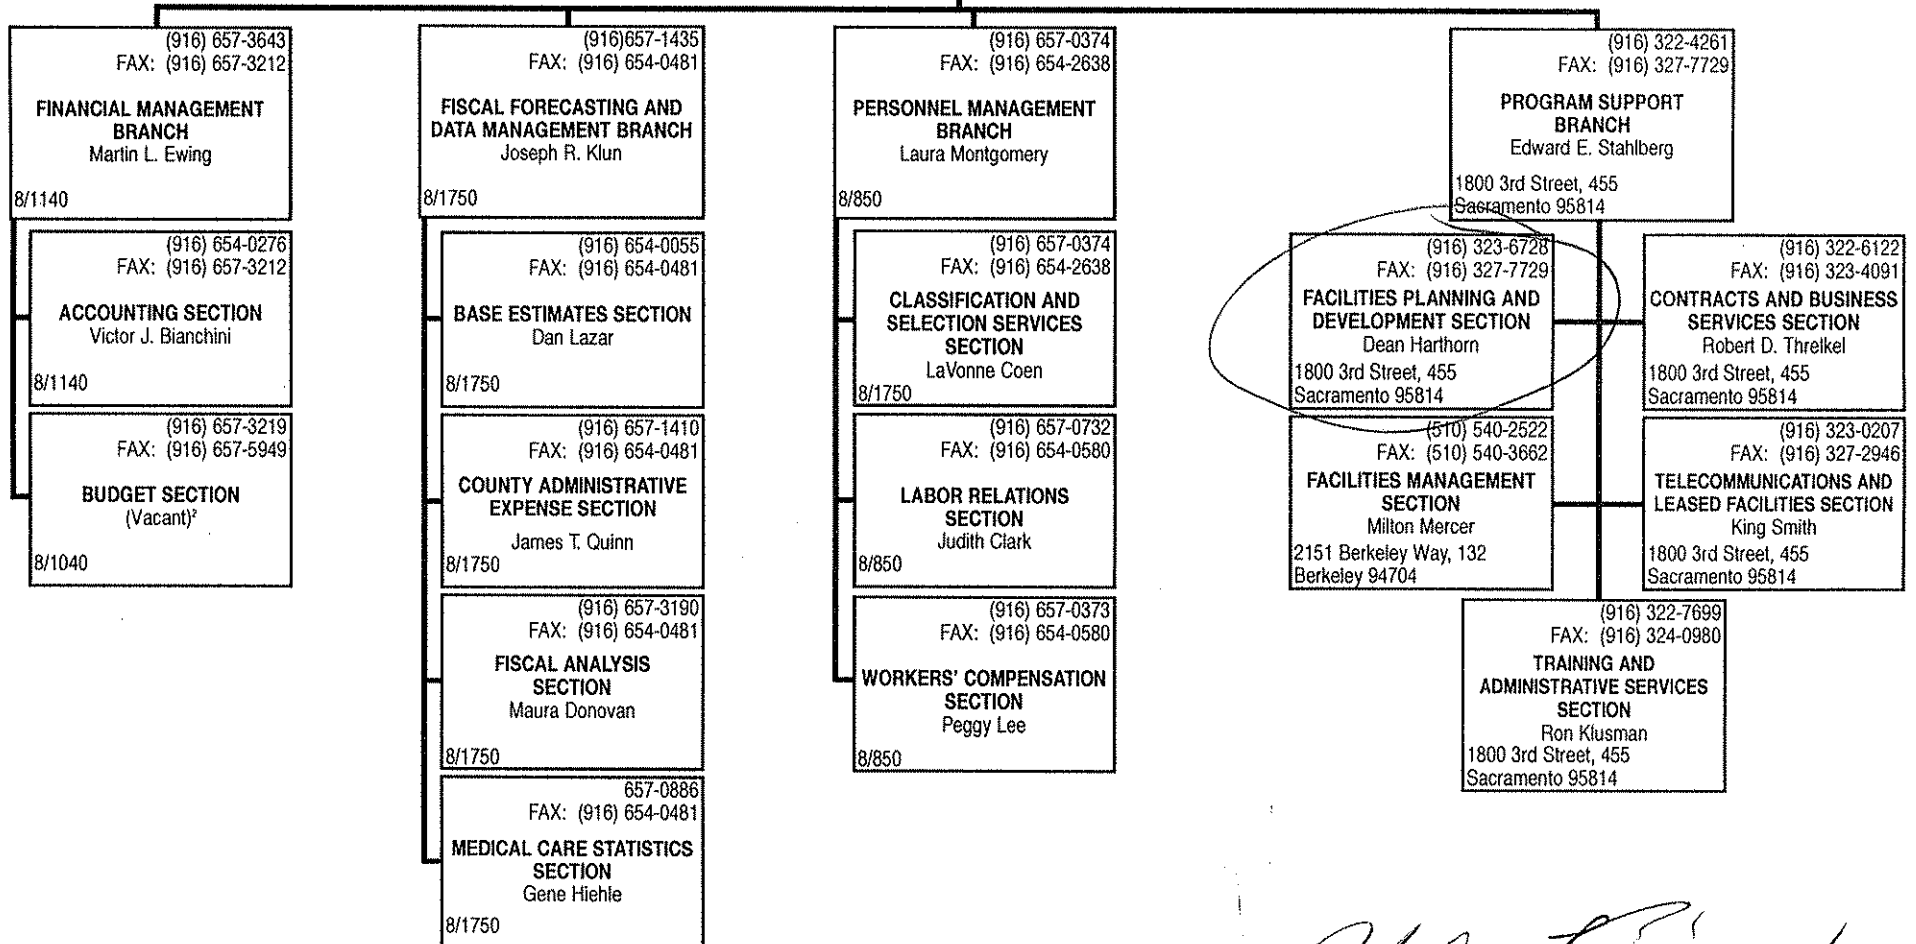 (916) 657-3643
FAX: (916) 657-3212
FINANCIAL MANAGEMENT
BRANCH
Martin L. Ewing
8/1140
(916) 654-0276
FAX: (916) 657-3212
ACCOUNTING SECTION
Victor J. Bianchini
8/1140
(916) 657-3219
FAX: (916) 657-5949
BUDGET SECTION
(Vacant)²
8/1040
(916)657-1435
FAX: (916) 654-0481
FISCAL FORECASTING AND
DATA MANAGEMENT BRANCH
Joseph R. Klun
8/1750
(916) 654-0055
FAX: (916) 654-0481
BASE ESTIMATES SECTION
Dan Lazar
8/1750
(916) 657-1410
FAX: (916) 654-0481
COUNTY ADMINISTRATIVE
EXPENSE SECTION
James T. Quinn
8/1750
(916) 657-3190
FAX: (916) 654-0481
FISCAL ANALYSIS
SECTION
Maura Donovan
8/1750
657-0886
FAX: (916) 654-0481
MEDICAL CARE STATISTICS
SECTION
Gene Hiehle
8/1750
(916) 657-0374
FAX: (916) 654-2638
PERSONNEL MANAGEMENT
BRANCH
Laura Montgomery
8/850
(916) 657-0374
FAX: (916) 654-2638
CLASSIFICATION AND
SELECTION SERVICES
SECTION
LaVonne Coen
8/1750
(916) 657-0732
FAX: (916) 654-0580
LABOR RELATIONS
SECTION
Judith Clark
8/850
(916) 657-0373
FAX: (916) 654-0580
WORKERS' COMPENSATION
SECTION
Peggy Lee
8/850
(916) 322-4261
FAX: (916) 327-7729
PROGRAM SUPPORT
BRANCH
Edward E. Stahlberg
1800 3rd Street, 455
Sacramento 95814
(916) 323-6728
FAX: (916) 327-7729
FACILITIES PLANNING AND
DEVELOPMENT SECTION
Dean Harthorn
1800 3rd Street, 455
Sacramento 95814
(916) 322-6122
FAX: (916) 323-4091
CONTRACTS AND BUSINESS
SERVICES SECTION
Robert D. Threlkel
1800 3rd Street, 455
Sacramento 95814
(510) 540-2522
FAX: (510) 540-3662
FACILITIES MANAGEMENT
SECTION
Milton Mercer
2151 Berkeley Way, 132
Berkeley 94704
(916) 323-0207
FAX: (916) 327-2946
TELECOMMUNICATIONS AND
LEASED FACILITIES SECTION
King Smith
1800 3rd Street, 455
Sacramento 95814
(916) 322-7699
FAX: (916) 324-0980
TRAINING AND
ADMINISTRATIVE SERVICES
SECTION
Ron Klusman
1800 3rd Street, 455
Sacramento 95814